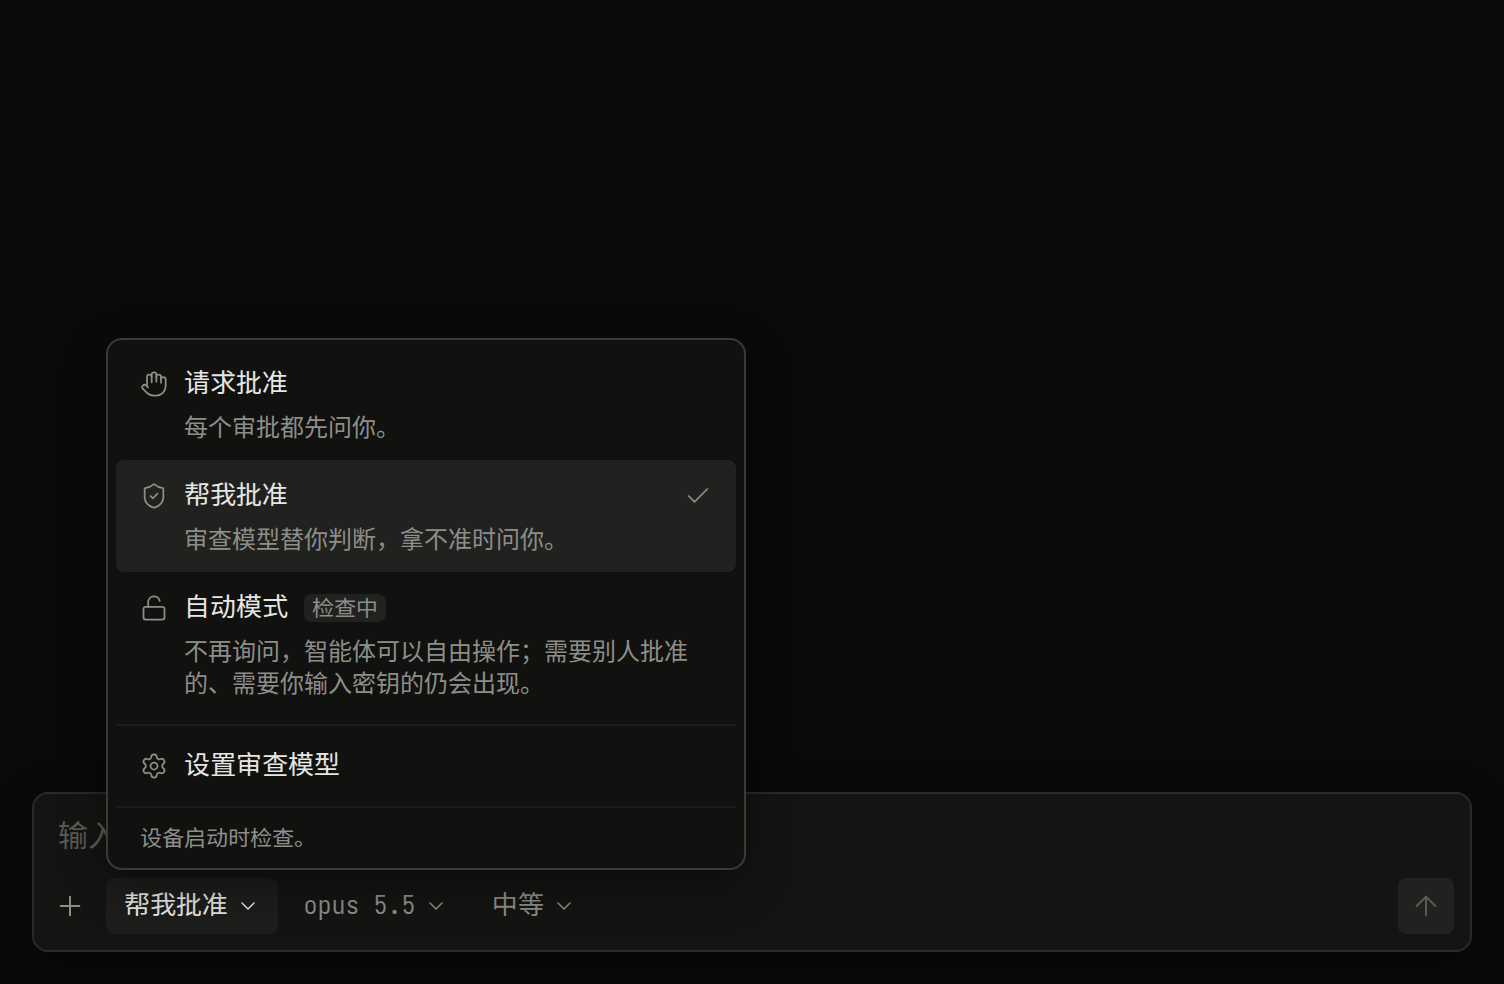 请求批准
每个审批都先问你。
帮我批准
审查模型替你判断，拿不准时问你。
自动模式 检查中
不再询问，智能体可以自由操作；需要别人批准
的、需要你输入密钥的仍会出现。
设置审查模型
设备启动时检查。
输入
帮我批准 opus 5.5 中等